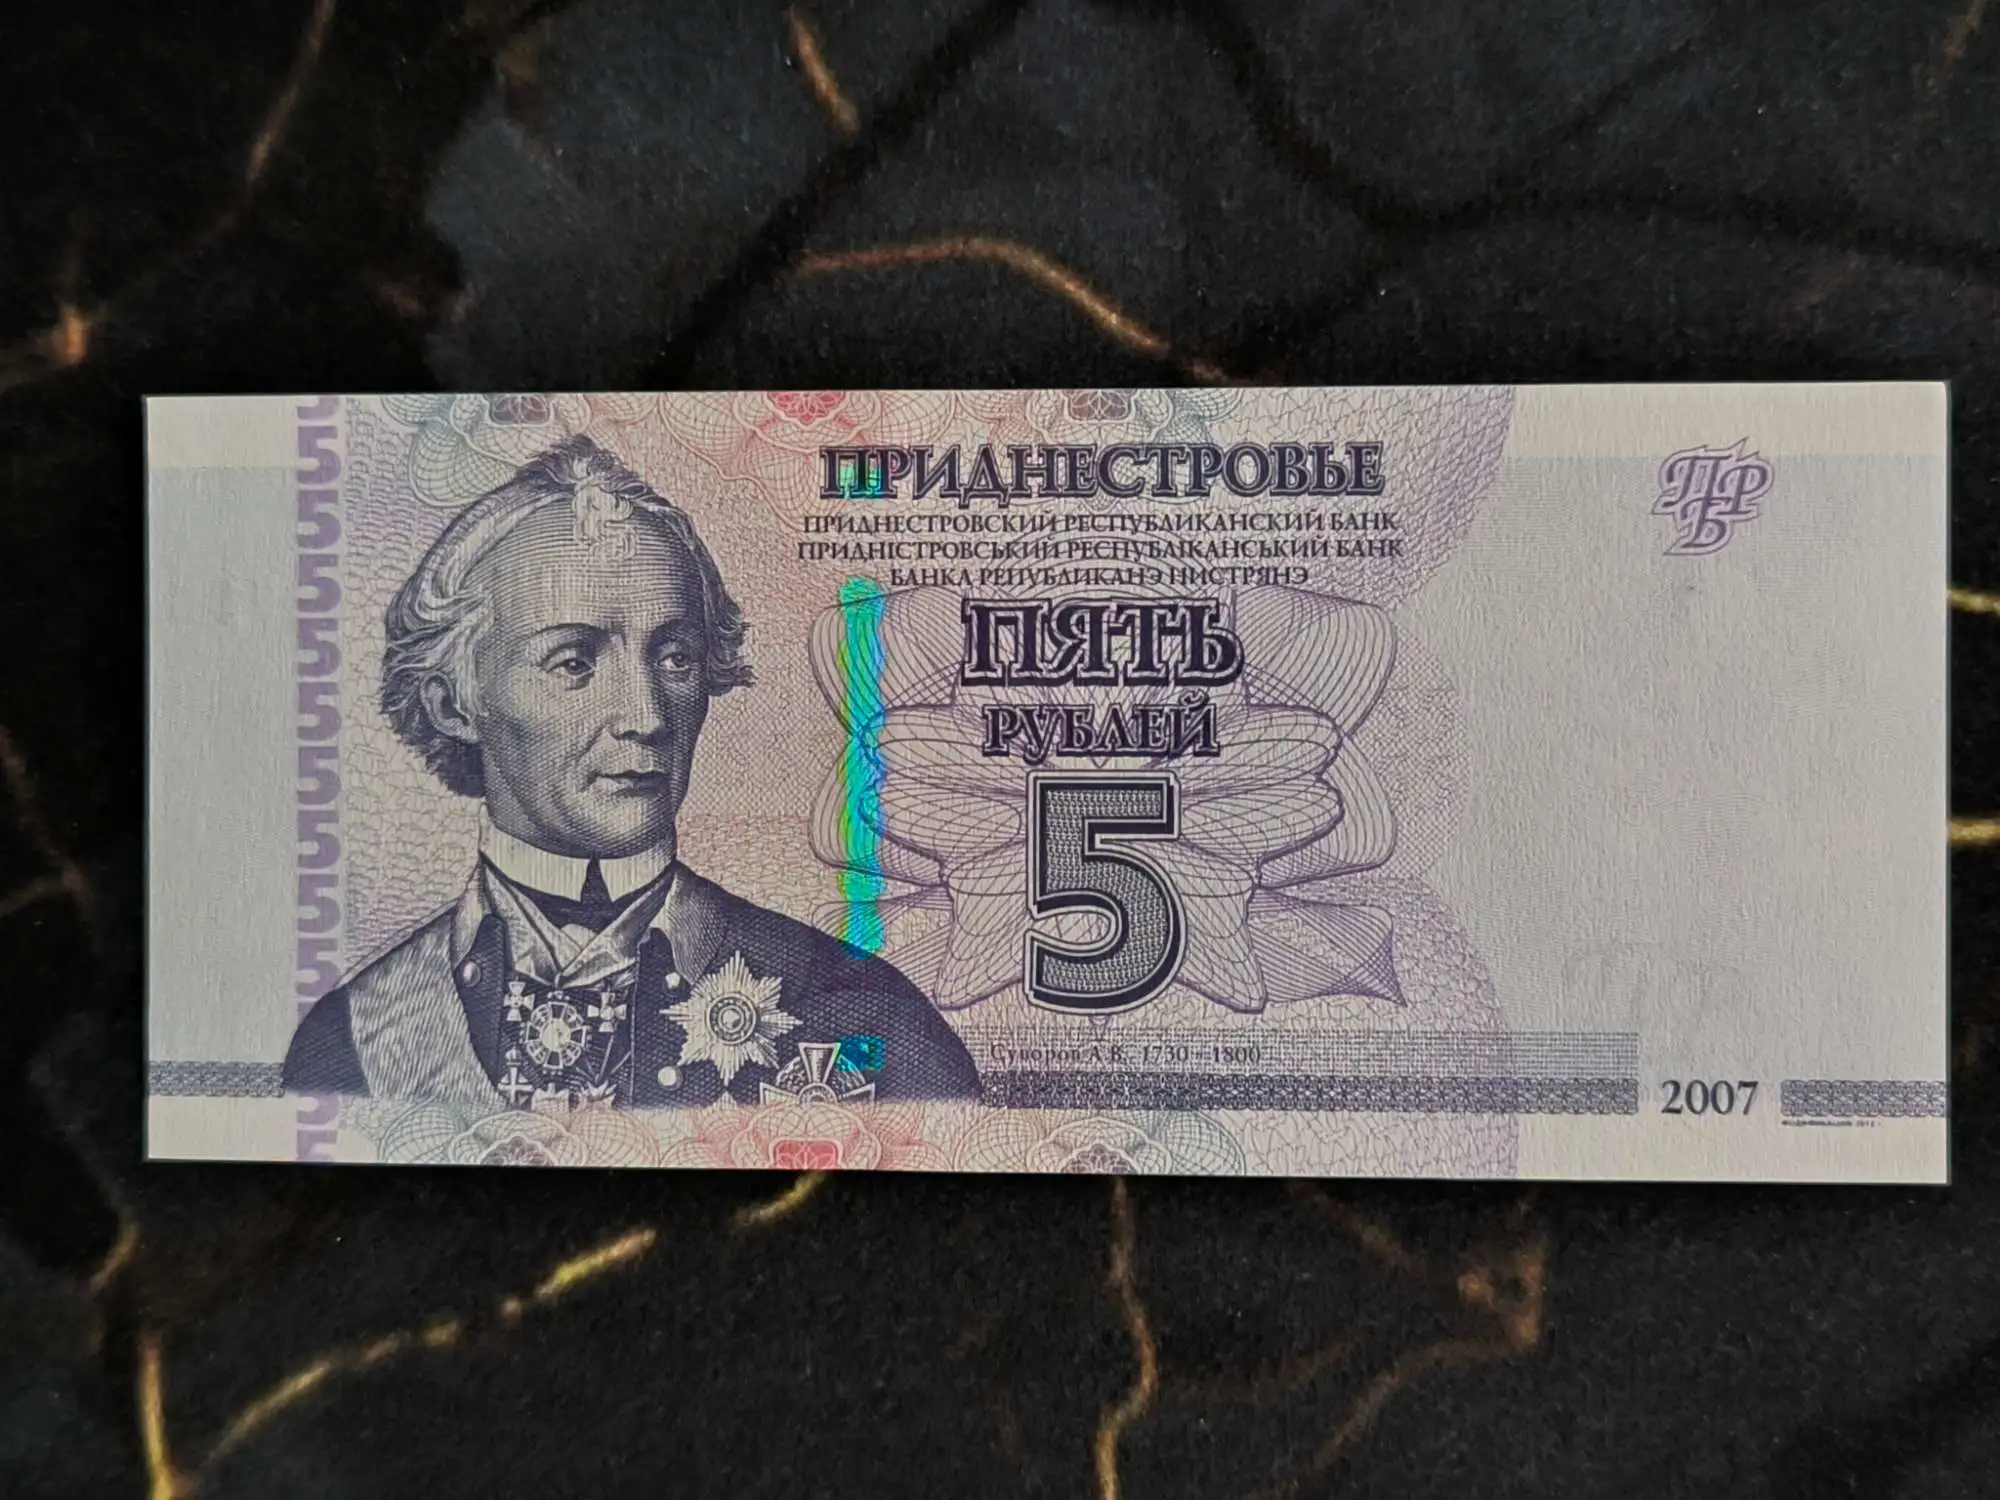 ПРИДНЕСТРОВЬЕ
ПРБ
ПРИДНЕСТРОВСКИЙ РЕСПУБЛИКАНСКИЙ БАНК
ПРИДНІСТРОВСЬКИЙ РЕСПУБЛІКАНСЬКИЙ БАНК
БАНКА РЕПУБЛИКАНЭ НИСТРЯНЭ
ПЯТЬ
РУБЛЕЙ
5
Суворов А.В. 1730 - 1800
2007